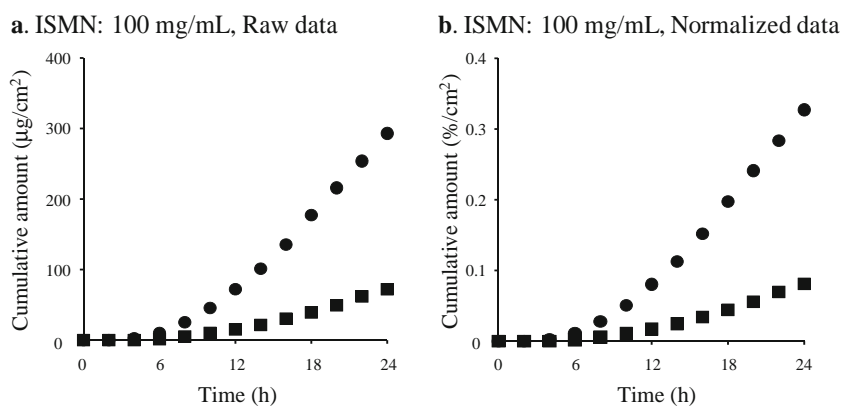 a. ISMN: 100 mg/mL, Raw data
400
300
200
100
0
Cumulative amount (µg/cm²)
0 6 12 18 24
Time (h)
b. ISMN: 100 mg/mL, Normalized data
0.4
0.3
0.2
0.1
0
Cumulative amount (%/cm²)
0 6 12 18 24
Time (h)